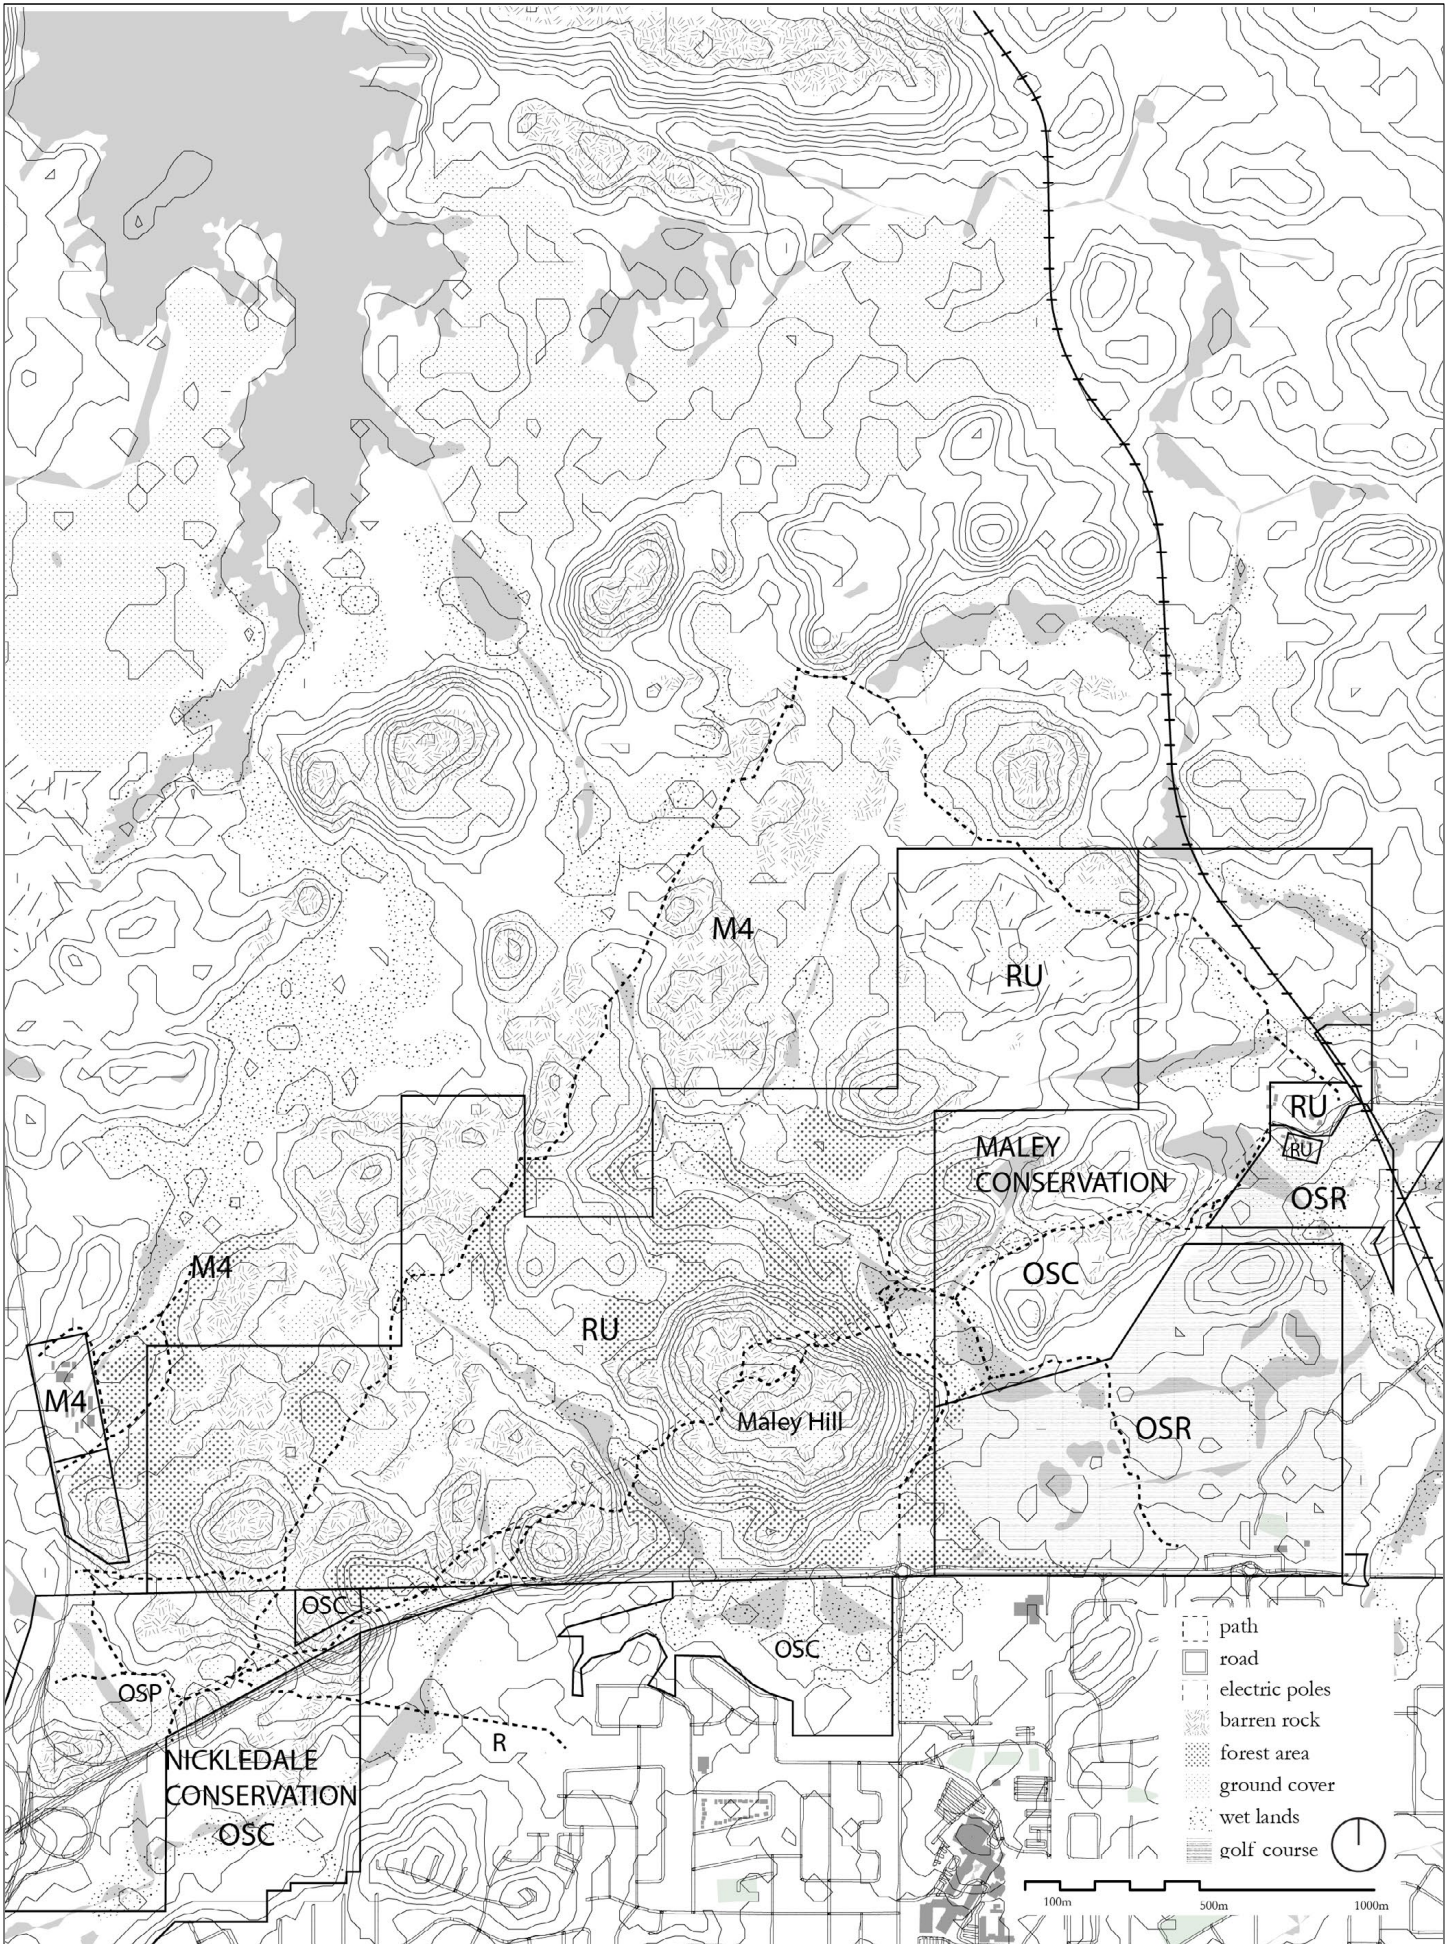 M4
RU
RU
MALEY
CONSERVATION
RU
OSR
M4
OSC
RU
M4
Maley Hill
OSR
OSC
OSC
OSP
R
NICKLEDALE
CONSERVATION
OSC
path
road
electric poles
barren rock
forest area
ground cover
wet lands
golf course
100m
500m
1000m